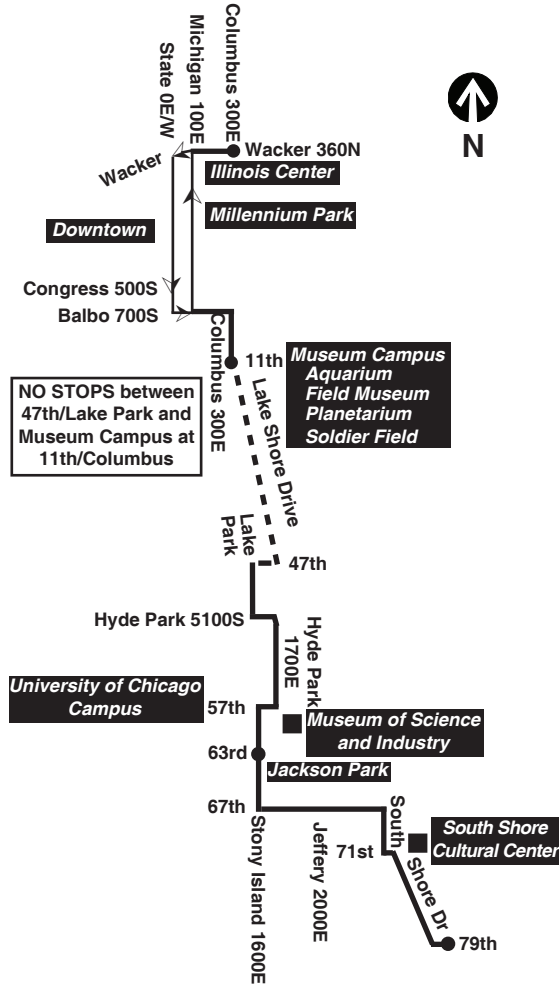 Columbus 300E
Michigan 100E
State 0E/W
N
Wacker
Wacker 360N
Illinois Center
Millennium Park
Downtown
Congress 500S
Balbo 700S
Columbus 300E
11th
Museum Campus
Aquarium
Field Museum
Planetarium
Soldier Field
NO STOPS between
47th/Lake Park and
Museum Campus at
11th/Columbus
Lake Shore Drive
Lake
Park
47th
Hyde Park 5100S
Hyde Park
1700E
University of Chicago
Campus
57th
Museum of Science
and Industry
63rd
Jackson Park
67th
Stony Island 1600E
Jeffery 2000E
South
Shore Dr
71st
South Shore
Cultural Center
79th